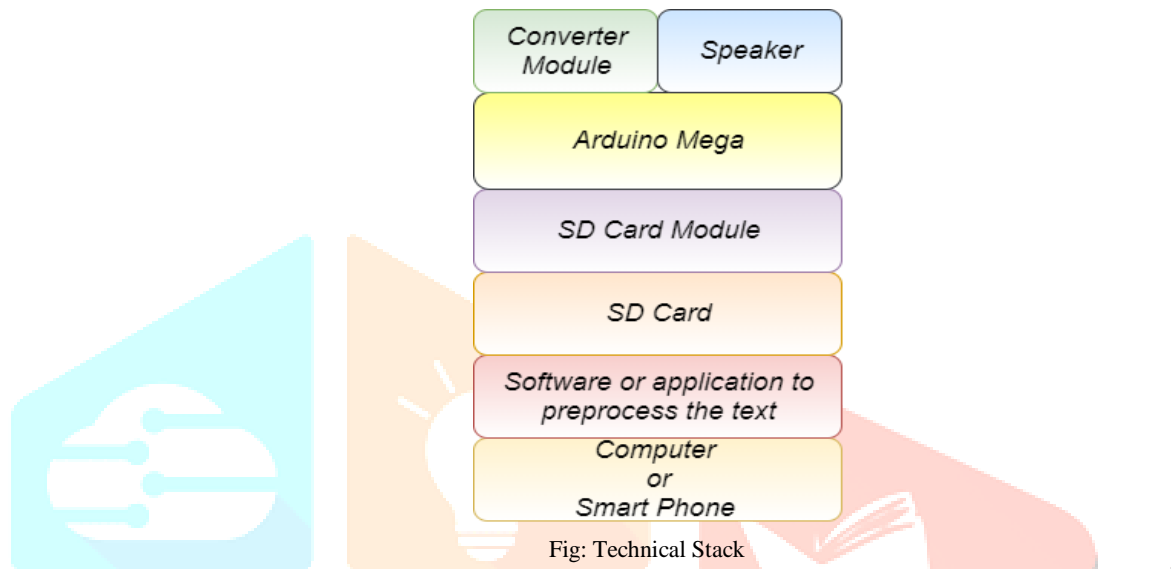 Converter
Module
Speaker
Arduino Mega
SD Card Module
SD Card
Software or application to
preprocess the text
Computer
or
Smart Phone
Fig: Technical Stack